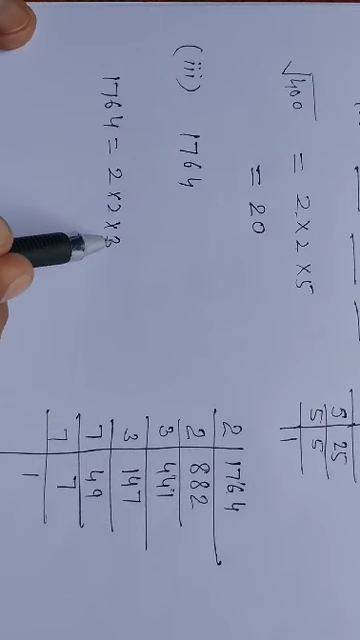 √400 = 2 × 2 × 5
= 20
5 | 25
5 | 5
1
(iii) 1764
1764 = 2 × 2 × 3
2 | 1764
2 | 882
3 | 441
3 | 147
7 | 49
7 | 7
1